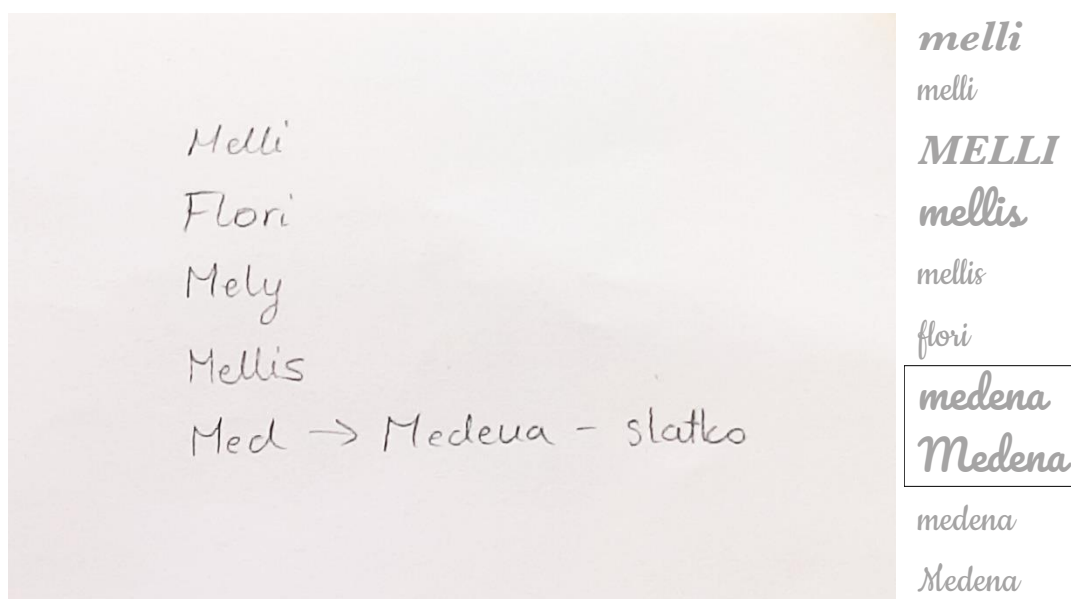 Melli
Flori
Mely
Mellis
Med → Medena - slatko
melli
melli
MELLI
mellis
mellis
flori
medena
Medena
medena
Medena